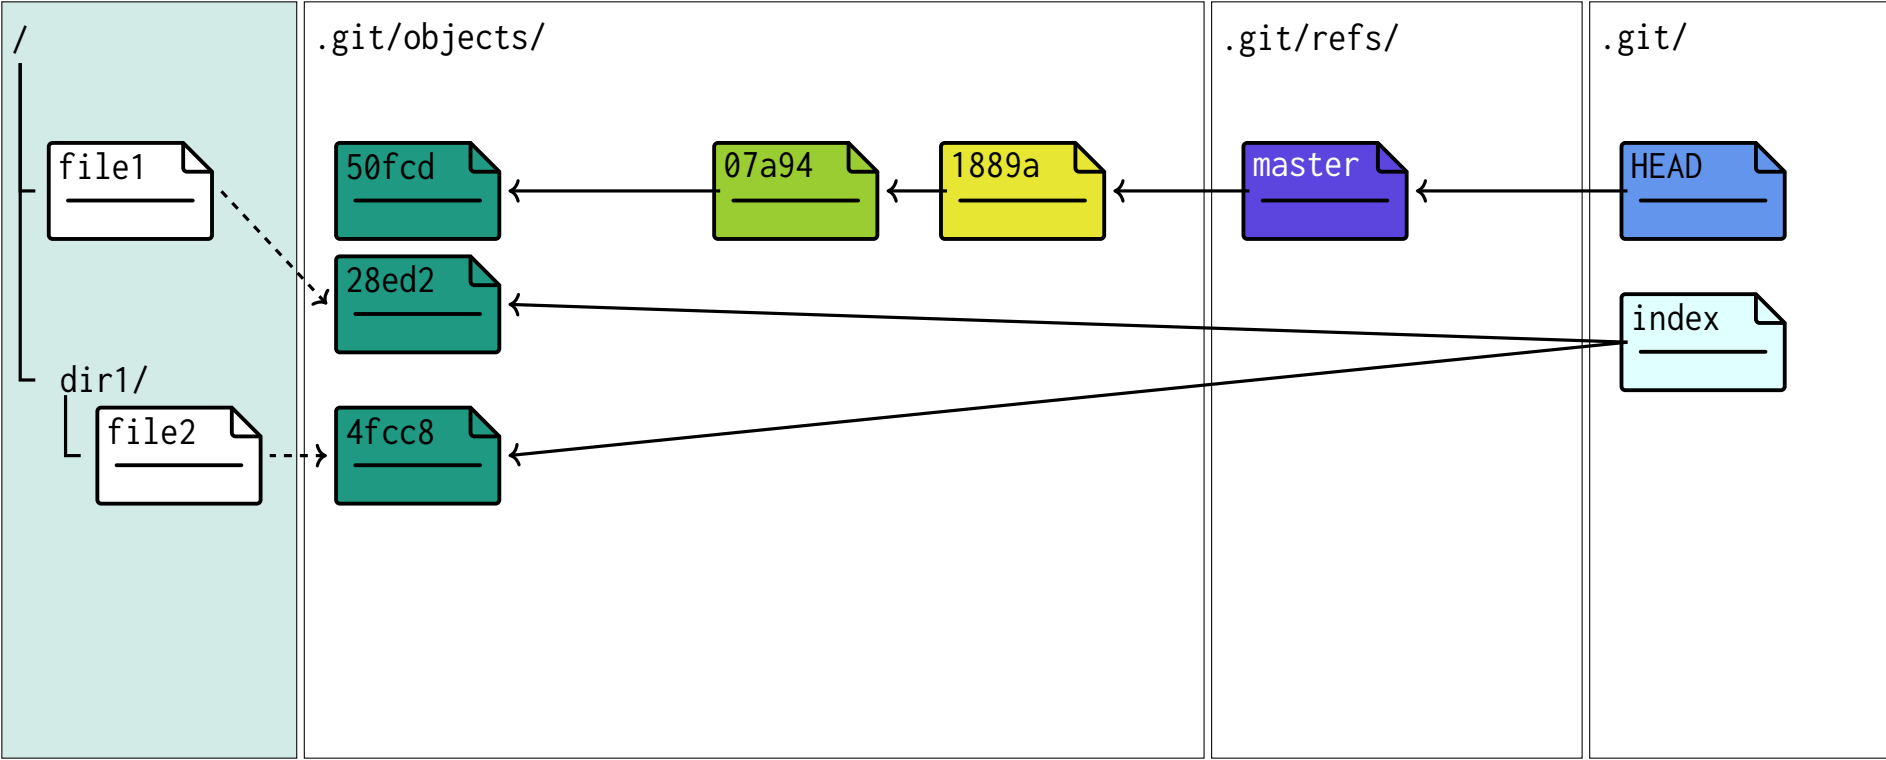 /
.git/objects/
.git/refs/
.git/
file1
50fcd
07a94
1889a
master
HEAD
28ed2
index
dir1/
file2
4fcc8